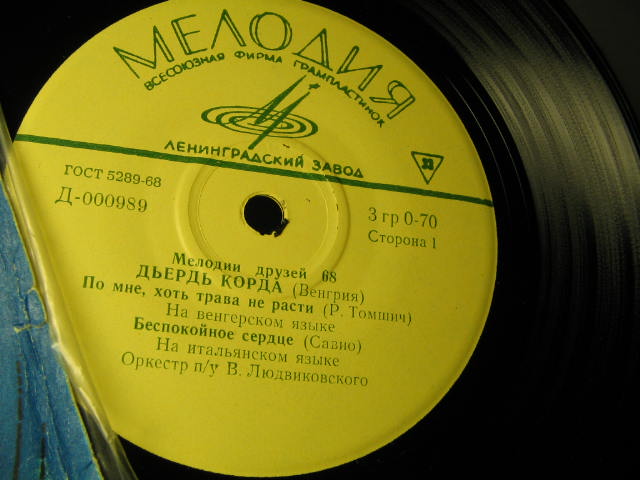 МЕЛОДИЯ
ВСЕСОЮЗНАЯ ФИРМА ГРАМПЛАСТИНОК
ЛЕНИНГРАДСКИЙ ЗАВОД
ГОСТ 5289-68
Д-000989
3 гр 0-70
Сторона 1
Мелодии друзей 68
ДЬЕРДЬ КОРДА (Венгрия)
По мне, хоть трава не расти (Р. Томшич)
На венгерском языке
Беспокойное сердце (Савио)
На итальянском языке
Оркестр п/у В. Людвиковского